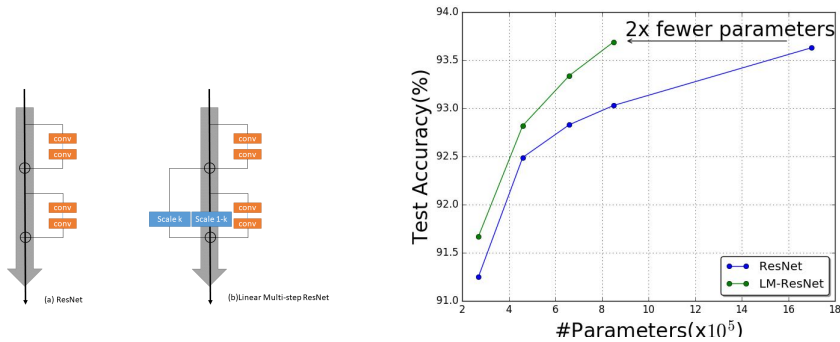 conv
conv
conv
conv
(a) ResNet
conv
conv
Scale k
Scale 1-k
conv
conv
(b)Linear Multi-step ResNet
2x fewer parameters
94.0
93.5
93.0
92.5
92.0
91.5
91.0
Test Accuracy(%)
ResNet
LM-ResNet
2 4 6 8 10 12 14 16 18
#Parameters(x10⁵)